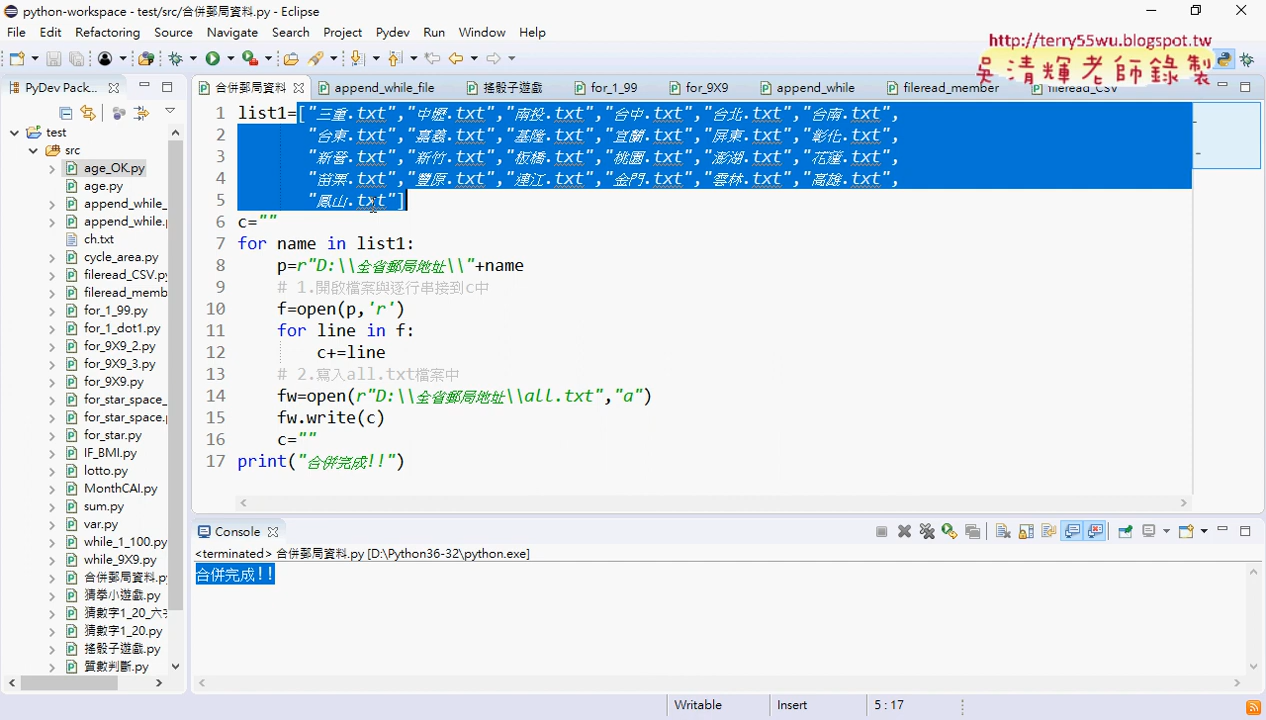 python-workspace - test/src/合併郵局資料.py - Eclipse
File Edit Refactoring Source Navigate Search Project Pydev Run Window Help
http://terry55wu.blogspot.tw
吳清輝老師錄製
PyDev Pack...
合併郵局資料 append_while_file 搖骰子遊戲 for_1_99 for_9X9 append_while fileread_member fileread_CSV
test
src
age_OK.py
age.py
append_while_
append_while.p
ch.txt
cycle_area.py
fileread_CSV.py
fileread_memb
for_1_99.py
for_1_dot1.py
for_9X9_2.py
for_9X9_3.py
for_9X9.py
for_star_space_
for_star_space.p
for_star.py
IF_BMI.py
lotto.py
MonthCAI.py
sum.py
var.py
while_1_100.py
while_9X9.py
合併郵局資料.py
猜拳小遊戲.py
猜數字1_20_六次
猜數字1_20.py
搖骰子遊戲.py
質數判斷.py
1 list1=["三重.txt","中壢.txt","南投.txt","台中.txt","台北.txt","台南.txt",
2 "台東.txt","嘉義.txt","基隆.txt","宜蘭.txt","屏東.txt","彰化.txt",
3 "新營.txt","新竹.txt","板橋.txt","桃園.txt","澎湖.txt","花蓮.txt",
4 "苗栗.txt","豐原.txt","連江.txt","金門.txt","雲林.txt","高雄.txt",
5 "鳳山.txt"]
6 c=""
7 for name in list1:
8 p=r"D:\\全省郵局地址\\"+name
9 # 1.開啟檔案與逐行串接到c中
10 f=open(p,'r')
11 for line in f:
12 c+=line
13 # 2.寫入all.txt檔案中
14 fw=open(r"D:\\全省郵局地址\\all.txt","a")
15 fw.write(c)
16 c=""
17 print("合併完成!!")
Console
<terminated> 合併郵局資料.py [D:\Python36-32\python.exe]
合併完成!!
Writable Insert 5 : 17